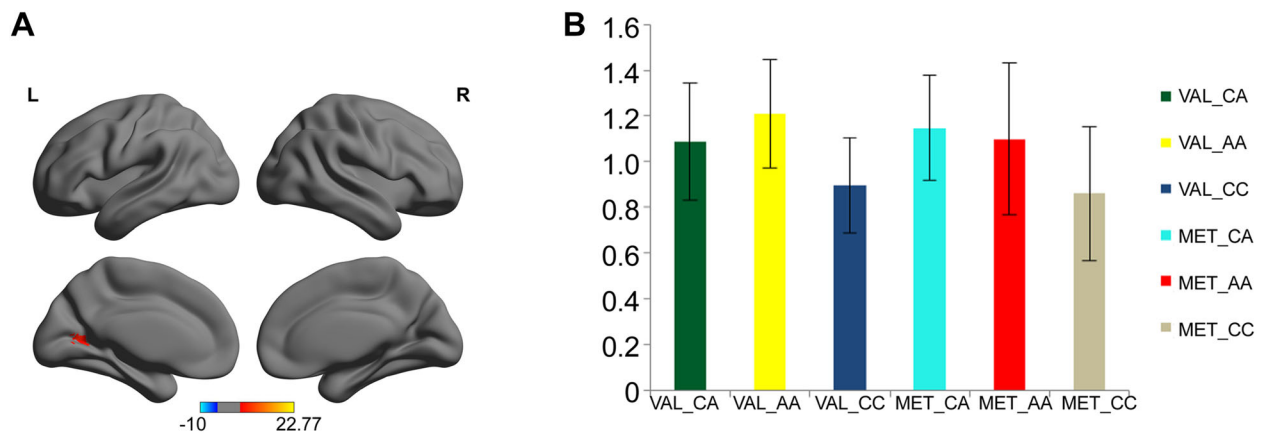 A
L
R
-10
22.77
B
1.6
1.4
1.2
1.0
0.8
0.6
0.4
0.2
0
VAL_CA
VAL_AA
VAL_CC
MET_CA
MET_AA
MET_CC
VAL_CA
VAL_AA
VAL_CC
MET_CA
MET_AA
MET_CC